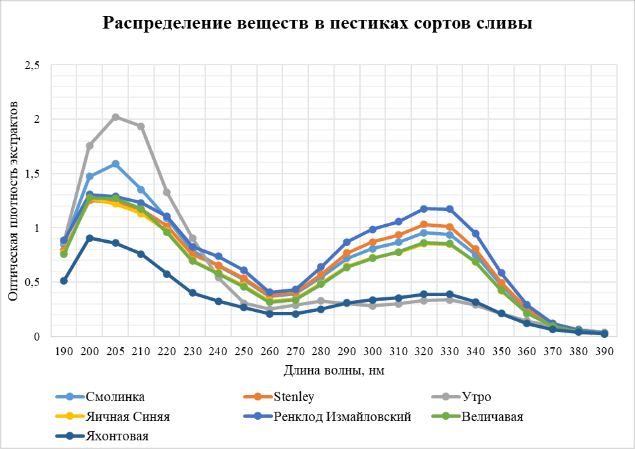 Распределение веществ в пестиках сортов сливы
Оптическая плотность экстрактов
2,5
2
1,5
1
0,5
0
190 200 205 210 220 230 240 250 260 270 280 290 300 310 320 330 340 350 360 370 380 390
Длина волны, нм
Смолинка Stenley Утро
Яичная Синяя Ренклод Измайловский Величавая
Яхонтовая